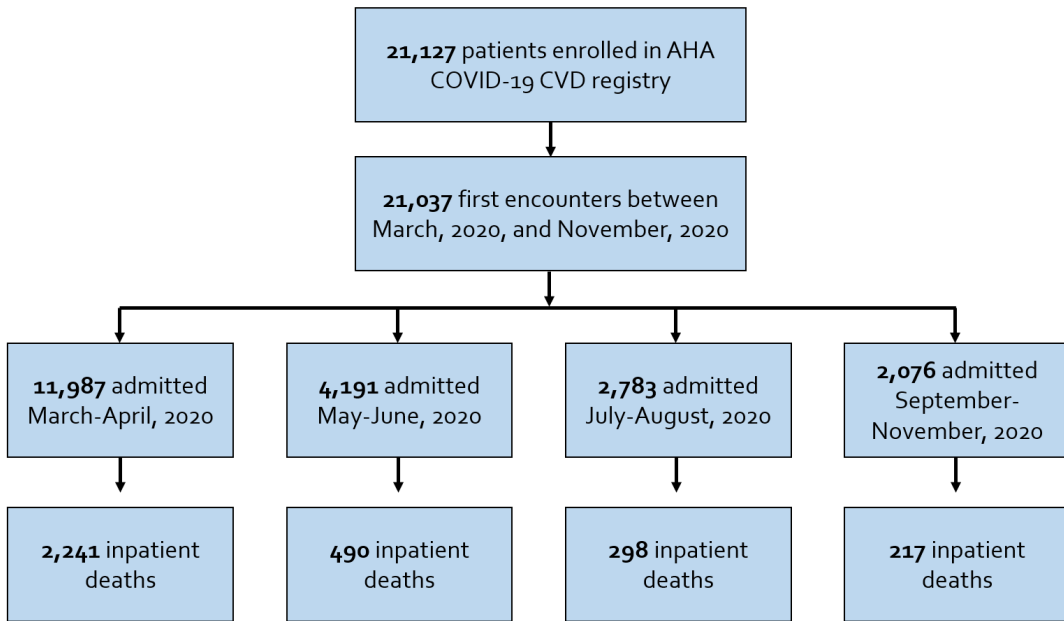 21,127 patients enrolled in AHA
COVID-19 CVD registry
21,037 first encounters between
March, 2020, and November, 2020
11,987 admitted
March-April, 2020
4,191 admitted
May-June, 2020
2,783 admitted
July-August, 2020
2,076 admitted
September-
November, 2020
2,241 inpatient
deaths
490 inpatient
deaths
298 inpatient
deaths
217 inpatient
deaths